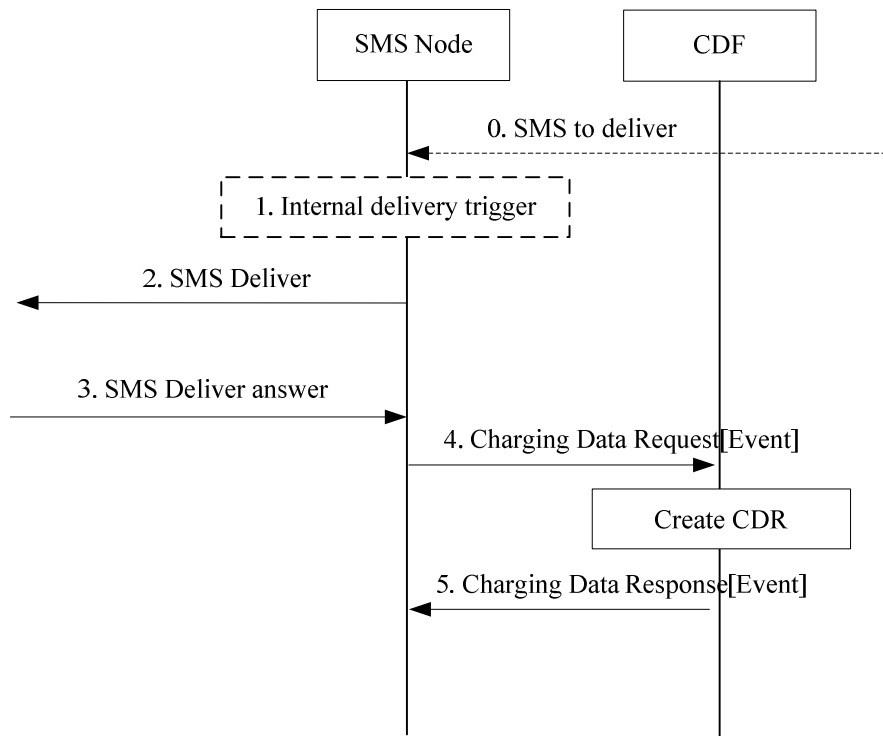 SMS Node
CDF
0. SMS to deliver
1. Internal delivery trigger
2. SMS Deliver
3. SMS Deliver answer
4. Charging Data Request[Event]
Create CDR
5. Charging Data Response[Event]